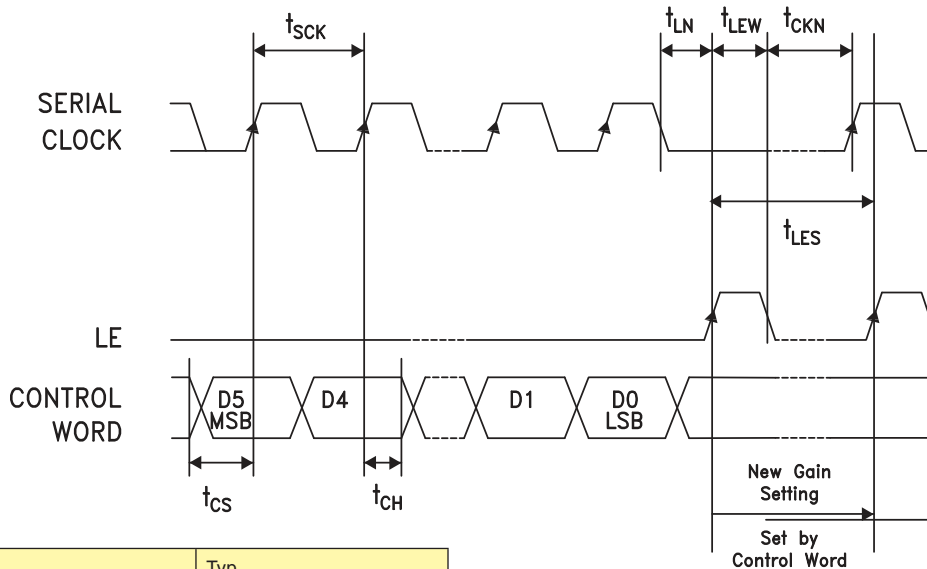 tSCK
tLN tLEW tCKN
SERIAL
CLOCK
tLES
LE
CONTROL
WORD
D5
MSB
D4
D1
D0
LSB
tCS
tCH
New Gain
Setting
Set by
Control Word
Typ